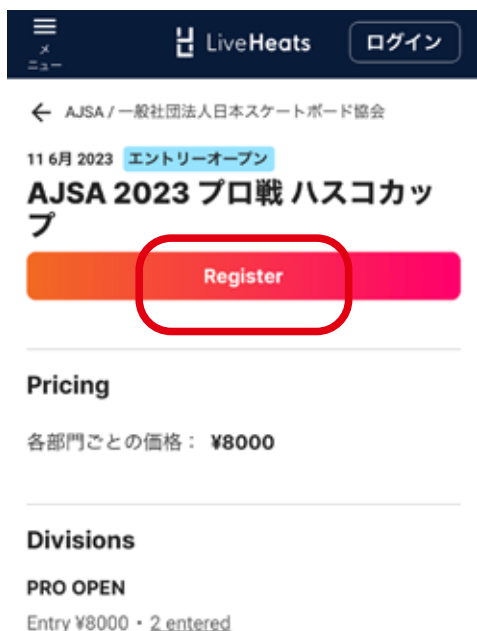 メ
ニュー
LiveHeats
ログイン
← AJSA / 一般社団法人日本スケートボード協会
11 6月 2023 エントリーオープン
AJSA 2023 プロ戦 ハスコカッ
プ
Register
Pricing
各部門ごとの価格： ¥8000
Divisions
PRO OPEN
Entry ¥8000 • 2 entered